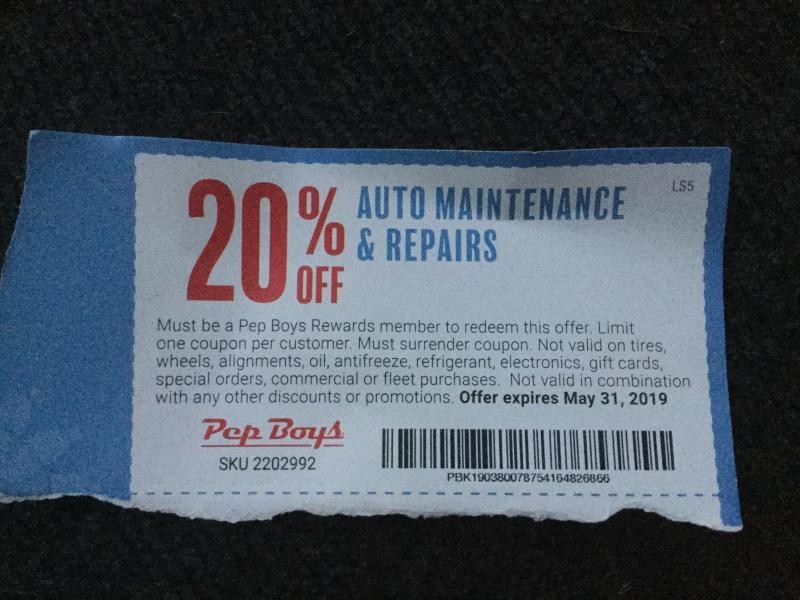 LS5
20% OFF
AUTO MAINTENANCE
& REPAIRS
Must be a Pep Boys Rewards member to redeem this offer. Limit
one coupon per customer. Must surrender coupon. Not valid on tires,
wheels, alignments, oil, antifreeze, refrigerant, electronics, gift cards,
special orders, commercial or fleet purchases. Not valid in combination
with any other discounts or promotions. Offer expires May 31, 2019
Pep Boys
SKU 2202992
PBK190380078754164826866